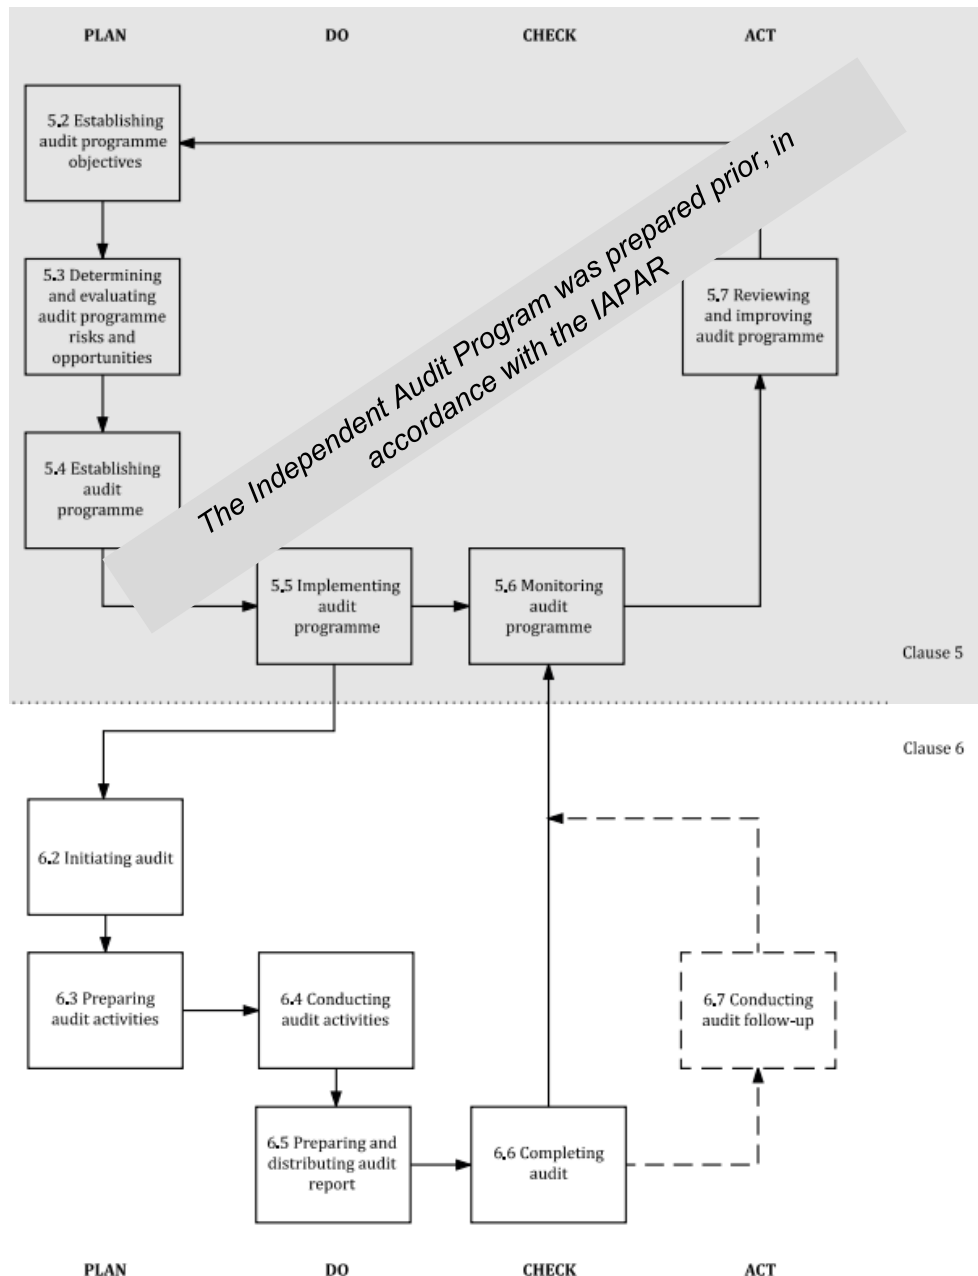 PLAN DO CHECK ACT
5.2 Establishing
audit programme
objectives
5.3 Determining
and evaluating
audit programme
risks and
opportunities
5.7 Reviewing
and improving
audit programme
The Independent Audit Program was prepared prior, in
accordance with the IAPAR
5.4 Establishing
audit
programme
5.5 Implementing
audit
programme
5.6 Monitoring
audit
programme
Clause 5
Clause 6
6.2 Initiating audit
6.3 Preparing
audit activities
6.4 Conducting
audit activities
6.7 Conducting
audit follow-up
6.5 Preparing and
distributing audit
report
6.6 Completing
audit
PLAN DO CHECK ACT